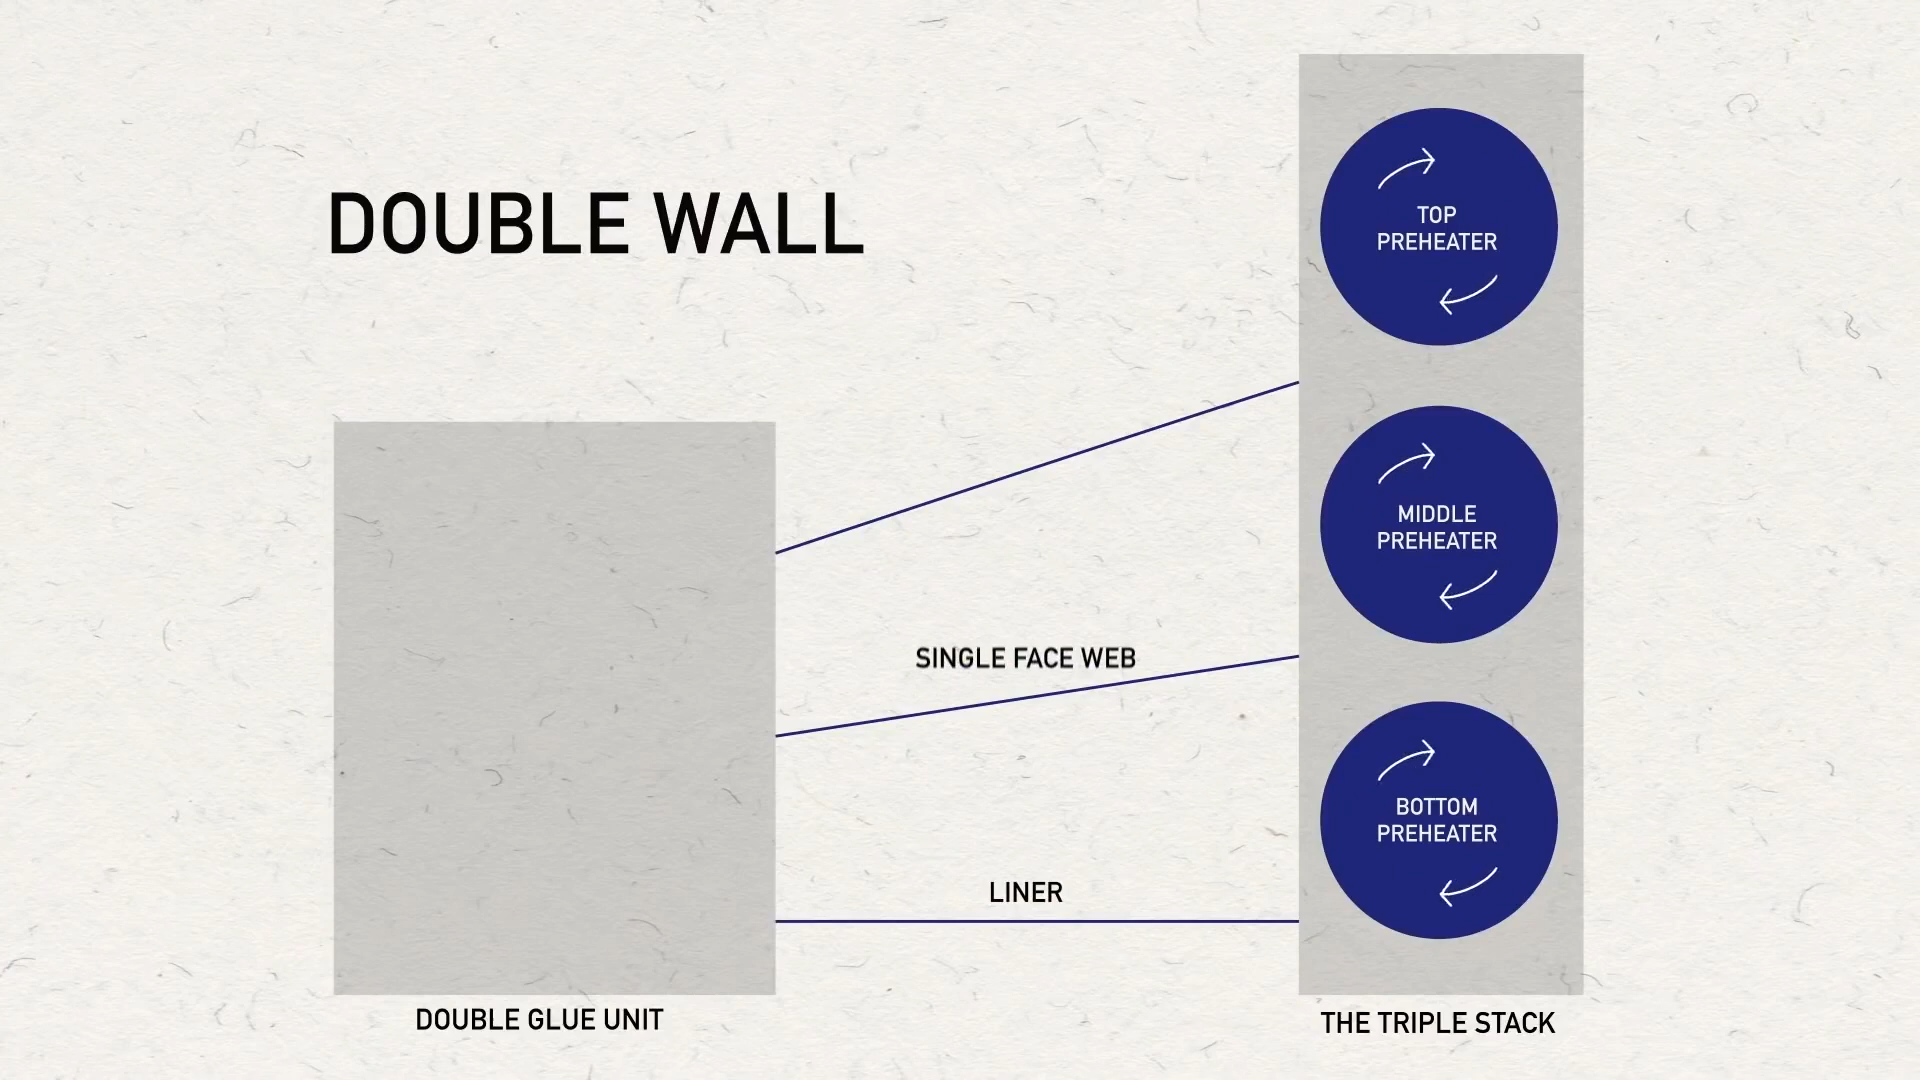 DOUBLE WALL
TOP
PREHEATER
MIDDLE
PREHEATER
SINGLE FACE WEB
BOTTOM
PREHEATER
LINER
DOUBLE GLUE UNIT
THE TRIPLE STACK